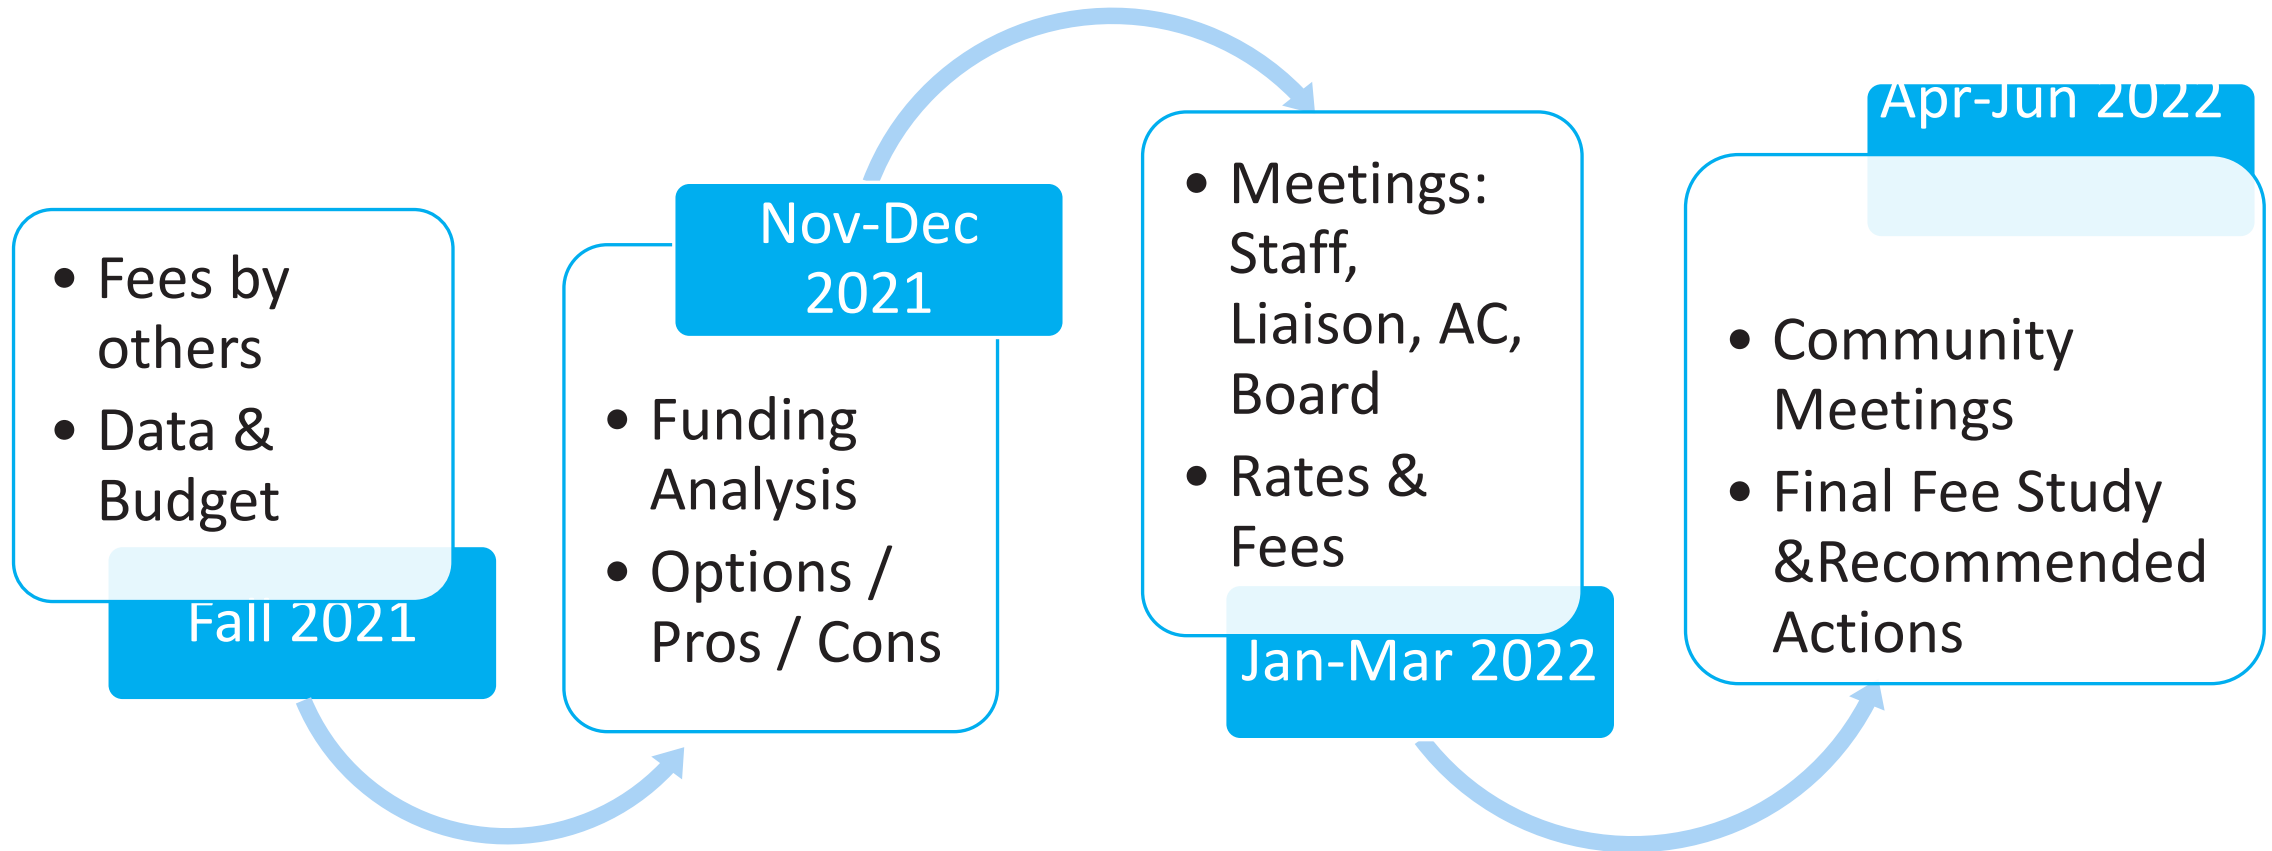 • Fees by
others
• Data &
Budget
Fall 2021
Nov-Dec
2021
• Funding
Analysis
• Options /
Pros / Cons
• Meetings:
Staff,
Liaison, AC,
Board
• Rates &
Fees
Jan-Mar 2022
Apr-Jun 2022
• Community
Meetings
• Final Fee Study
&Recommended
Actions